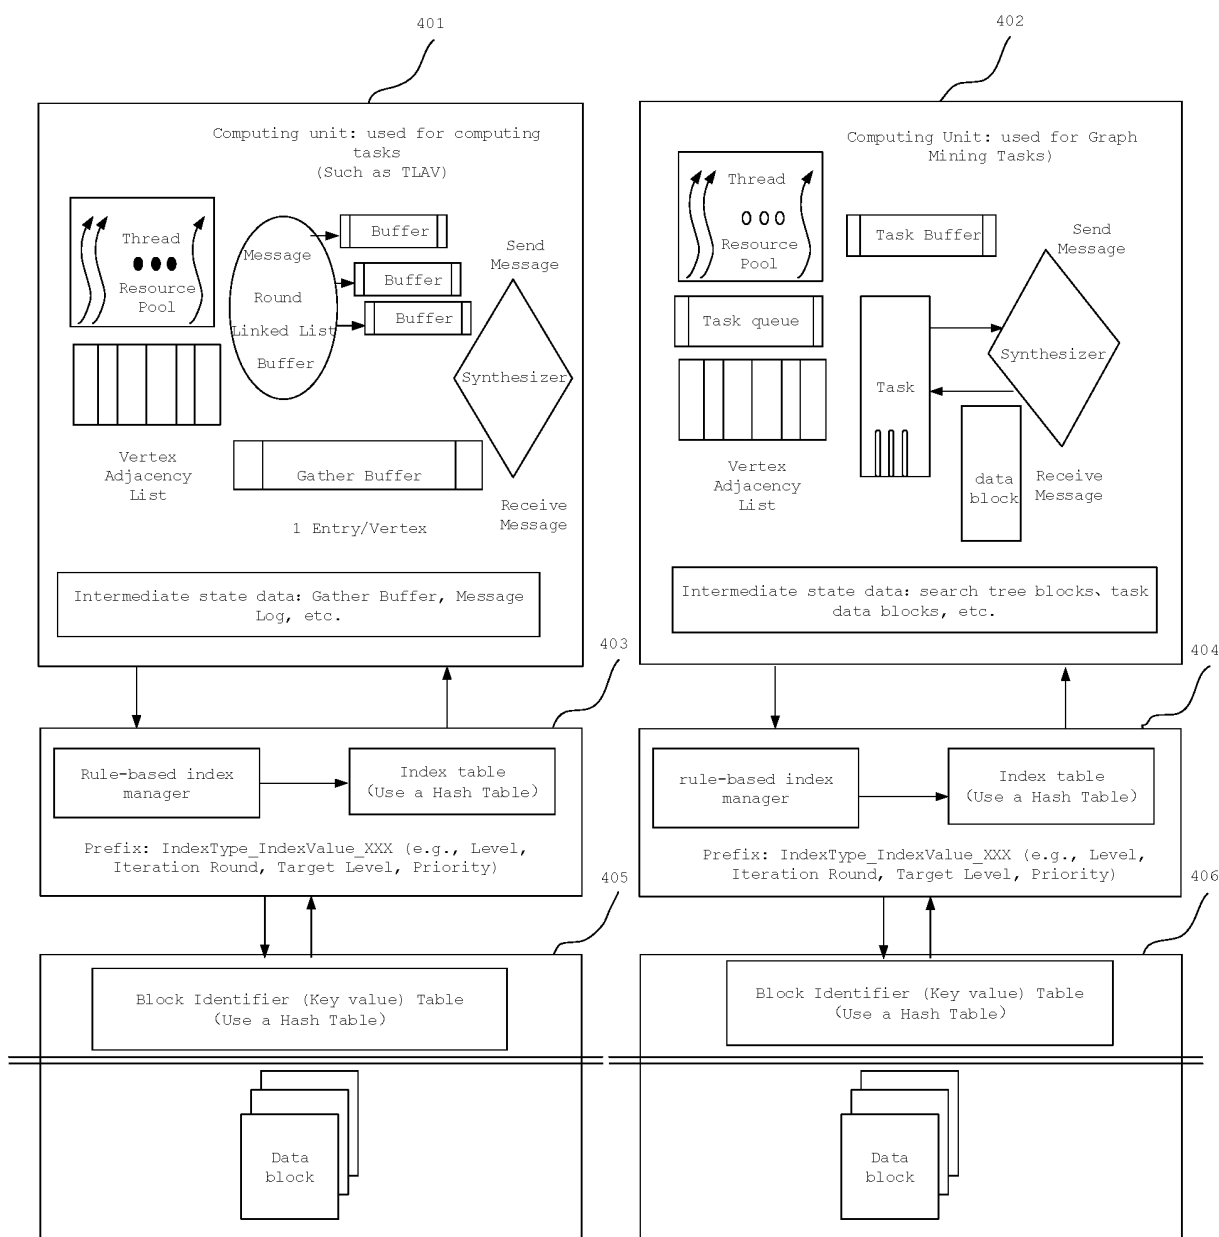 401
402
Computing unit: used for computing
tasks
(Such as TLAV)
Thread
Resource
Pool
Message
Round
Linked List
Buffer
Buffer
Buffer
Buffer
Send
Message
Synthesizer
Vertex
Adjacency
List
Gather Buffer
1 Entry/Vertex
Receive
Message
Intermediate state data: Gather Buffer, Message
Log, etc.
Computing Unit: used for Graph
Mining Tasks)
Thread
Resource
Pool
Task Buffer
Send
Message
Task queue
Task
Synthesizer
Vertex
Adjacency
List
data
block
Receive
Message
Intermediate state data: search tree blocks、task
data blocks, etc.
403
404
Rule-based index
manager
Index table
(Use a Hash Table)
Prefix: IndexType_IndexValue_XXX (e.g., Level,
Iteration Round, Target Level, Priority)
rule-based index
manager
Index table
(Use a Hash Table)
Prefix: IndexType_IndexValue_XXX (e.g., Level,
Iteration Round, Target Level, Priority)
405
406
Block Identifier (Key value) Table
(Use a Hash Table)
Data
block
Block Identifier (Key value) Table
(Use a Hash Table)
Data
block